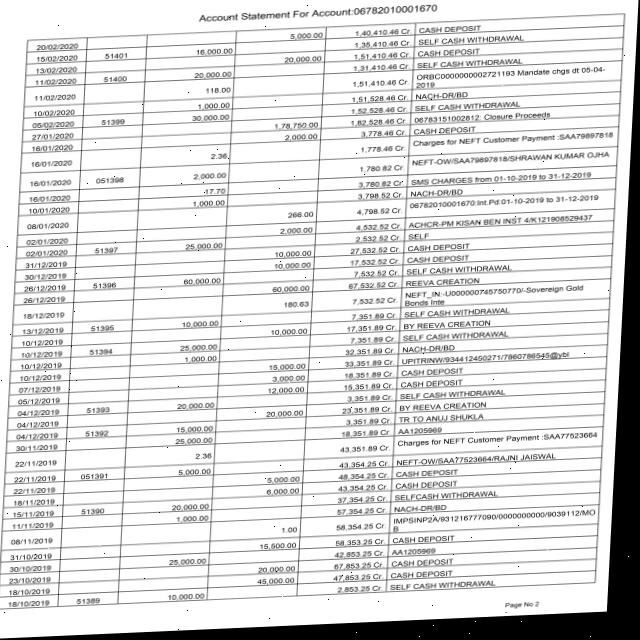 Account Statement For Account:06782010001670
20/02/2020 5,000.00 1,40,410.46 Cr. CASH DEPOSIT
15/02/2020 51401 16,000.00 1,35,410.46 Cr. SELF CASH WITHDRAWAL
13/02/2020 20,000.00 1,51,410.46 Cr. CASH DEPOSIT
11/02/2020 51400 20,000.00 1,31,410.46 Cr. SELF CASH WITHDRAWAL
11/02/2020 118.00 1,51,410.46 Cr. ORBC0000000002721193 Mandate chgs dt 05-04-
2019
10/02/2020 1,000.00 1,51,528.46 Cr. NACH-DR/BD
05/02/2020 51399 30,000.00 1,52,528.46 Cr. SELF CASH WITHDRAWAL
27/01/2020 1,78,750.00 1,82,528.46 Cr. 06783151002812: Closure Proceeds
16/01/2020 2,000.00 3,778.46 Cr. CASH DEPOSIT
16/01/2020 2.36 1,778.46 Cr. Charges for NEFT Customer Payment :SAA79897818
16/01/2020 051398 2,000.00 1,780.82 Cr. NEFT-OW/SAA79897818/SHRAWAN KUMAR OJHA
16/01/2020 17.70 3,780.82 Cr. SMS CHARGES from 01-10-2019 to 31-12-2019
10/01/2020 1,000.00 3,798.52 Cr. NACH-DR/BD
08/01/2020 266.00 4,798.52 Cr. 06782010001670:Int.Pd:01-10-2019 to 31-12-2019
02/01/2020 2,000.00 4,532.52 Cr. ACHCR-PM KISAN BEN INST 4/K121908529437
02/01/2020 51397 25,000.00 2,532.52 Cr. SELF
31/12/2019 10,000.00 27,532.52 Cr. CASH DEPOSIT
30/12/2019 10,000.00 17,532.52 Cr. CASH DEPOSIT
26/12/2019 51396 60,000.00 7,532.52 Cr. SELF CASH WITHDRAWAL
26/12/2019 60,000.00 67,532.52 Cr. REEVA CREATION
18/12/2019 180.63 7,532.52 Cr. NEFT_IN:-U000000745750770/-Sovereign Gold
Bonds Inte
13/12/2019 51395 10,000.00 7,351.89 Cr. SELF CASH WITHDRAWAL
10/12/2019 10,000.00 17,351.89 Cr. BY REEVA CREATION
10/12/2019 51394 25,000.00 7,351.89 Cr. SELF CASH WITHDRAWAL
10/12/2019 1,000.00 32,351.89 Cr. NACH-DR/BD
10/12/2019 15,000.00 33,351.89 Cr. UPITRINW/934412450271/7860786545@ybl
07/12/2019 3,000.00 18,351.89 Cr. CASH DEPOSIT
05/12/2019 12,000.00 15,351.89 Cr. CASH DEPOSIT
04/12/2019 51393 20,000.00 3,351.89 Cr. SELF CASH WITHDRAWAL
04/12/2019 20,000.00 23,351.89 Cr. BY REEVA CREATION
04/12/2019 51392 15,000.00 3,351.89 Cr. TR TO ANUJ SHUKLA
30/11/2019 25,000.00 18,351.89 Cr. AA1205969
22/11/2019 2.36 43,351.89 Cr. Charges for NEFT Customer Payment :SAA77523664
22/11/2019 051391 5,000.00 43,354.25 Cr. NEFT-OW/SAA77523664/RAJNI JAISWAL
22/11/2019 5,000.00 48,354.25 Cr. CASH DEPOSIT
18/11/2019 6,000.00 43,354.25 Cr. CASH DEPOSIT
15/11/2019 51390 20,000.00 37,354.25 Cr. SELFCASH WITHDRAWAL
11/11/2019 1,000.00 57,354.25 Cr. NACH-DR/BD
08/11/2019 1.00 58,354.25 Cr. IMPSINP2A/931216777090/0000000000/9039112/MO
B
31/10/2019 15,500.00 58,353.25 Cr. CASH DEPOSIT
30/10/2019 25,000.00 42,853.25 Cr. AA1205969
23/10/2019 20,000.00 67,853.25 Cr. CASH DEPOSIT
18/10/2019 45,000.00 47,853.25 Cr. CASH DEPOSIT
18/10/2019 51389 10,000.00 2,853.25 Cr. SELF CASH WITHDRAWAL
Page No 2